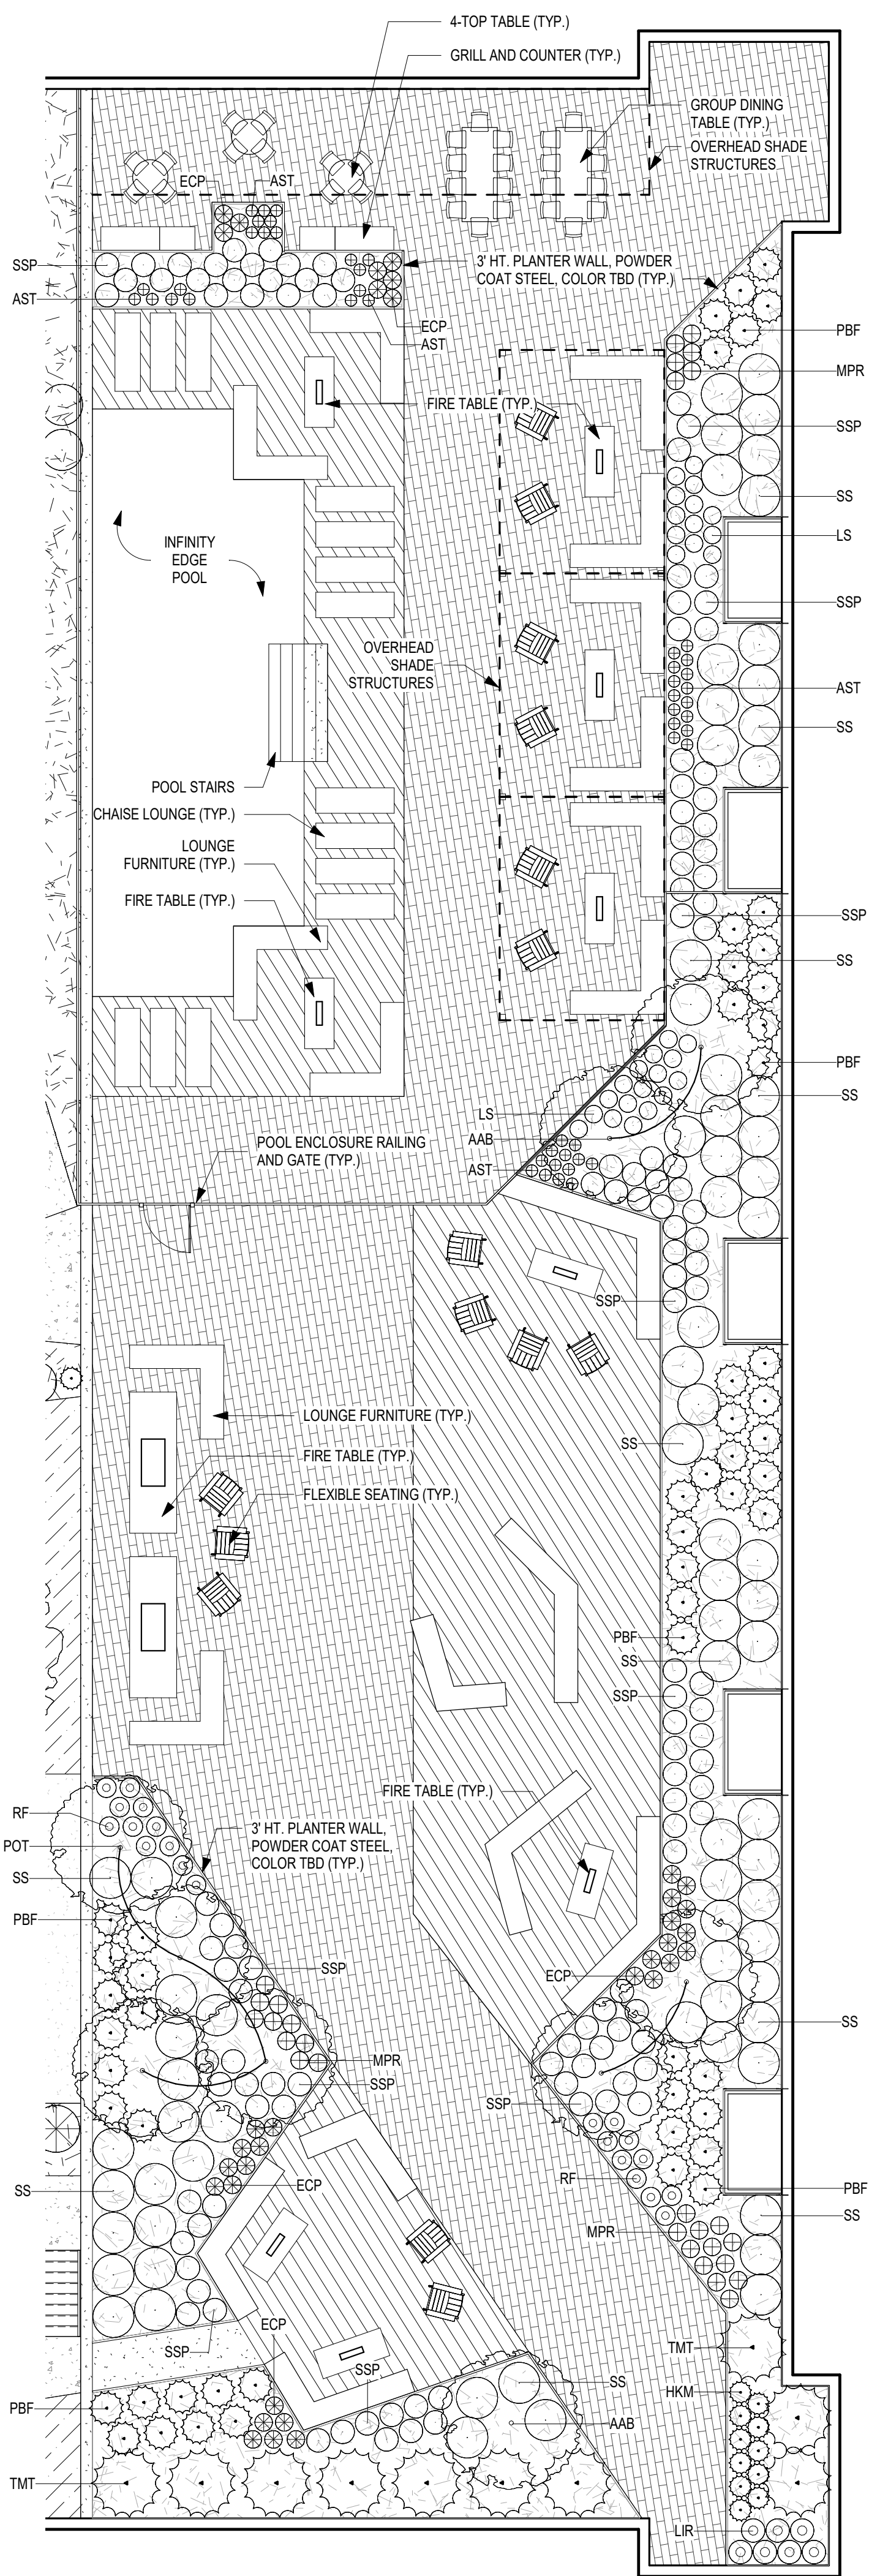 4-TOP TABLE (TYP.)
GRILL AND COUNTER (TYP.)
GROUP DINING
TABLE (TYP.)
OVERHEAD SHADE
STRUCTURES
ECP
AST
SSP
AST
3' HT. PLANTER WALL, POWDER
COAT STEEL, COLOR TBD (TYP.)
ECP
AST
PBF
MPR
FIRE TABLE (TYP.)
SSP
SS
LS
INFINITY
EDGE
POOL
SSP
OVERHEAD
SHADE
STRUCTURES
AST
SS
POOL STAIRS
CHAISE LOUNGE (TYP.)
LOUNGE
FURNITURE (TYP.)
FIRE TABLE (TYP.)
SSP
SS
PBF
SS
LS
AAB
AST
POOL ENCLOSURE RAILING
AND GATE (TYP.)
SSP
LOUNGE FURNITURE (TYP.)
SS
FIRE TABLE (TYP.)
FLEXIBLE SEATING (TYP.)
PBF
SS
SSP
FIRE TABLE (TYP.)
RF
POT
SS
PBF
3' HT. PLANTER WALL,
POWDER COAT STEEL,
COLOR TBD (TYP.)
SSP
ECP
SS
MPR
SSP
SSP
RF
ECP
PBF
SS
SS
MPR
ECP
SSP
TMT
SSP
SS
HKM
PBF
AAB
TMT
LIR